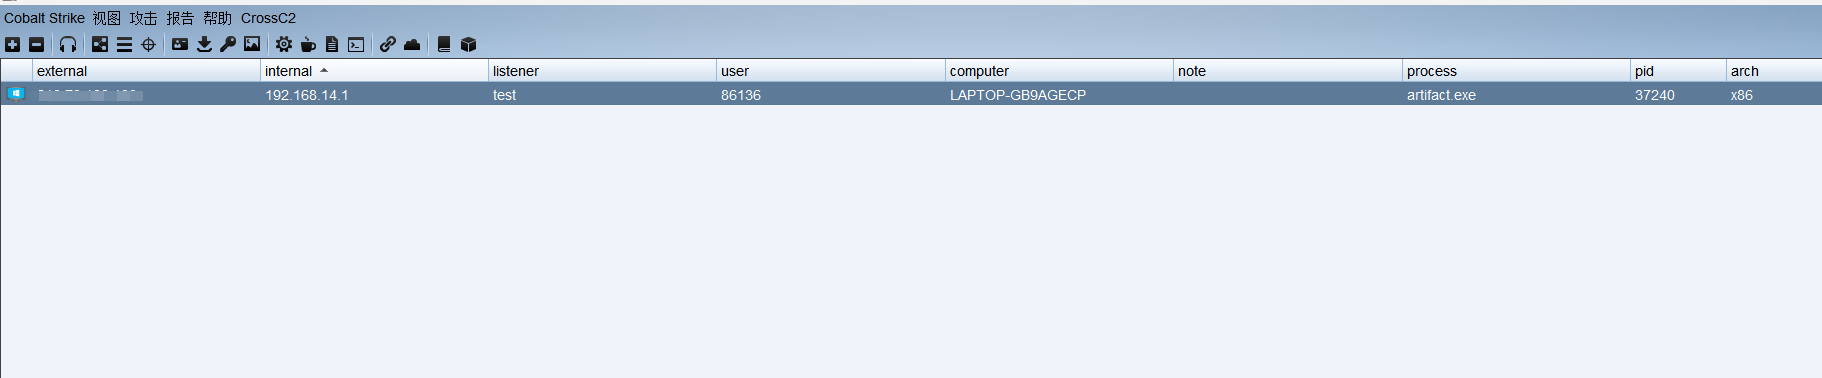 Cobalt Strike 视图 攻击 报告 帮助 CrossC2
external internal listener user computer note process pid arch
192.168.14.1 test 86136 LAPTOP-GB9AGECP artifact.exe 37240 x86